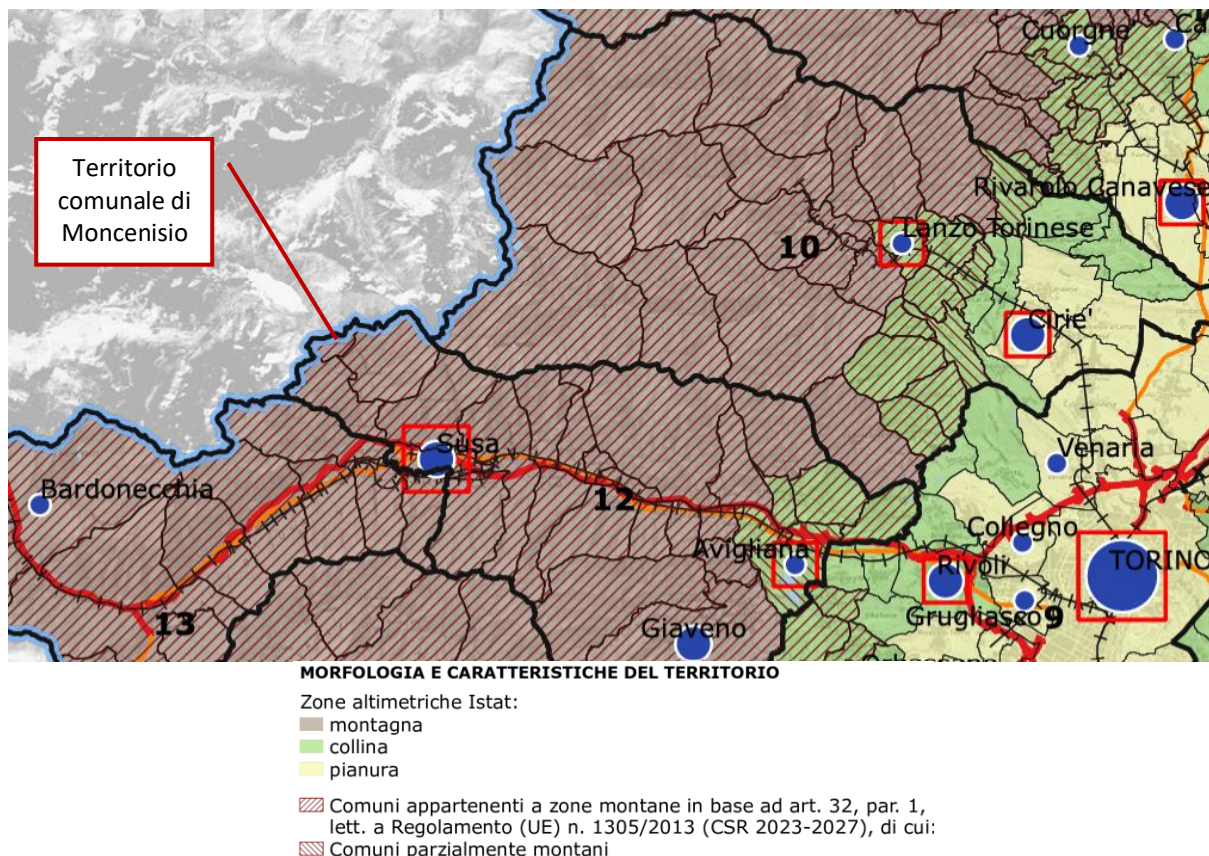 Cuorgne'
Ca
Territorio
comunale di
Moncenisio
Rivarolo Canavese
Lanzo Torinese
10
Cirie'
Susa
Venaria
Bardonecchia
12
Collegno
Avigliana
Rivoli
TORINO
Grugliasco
9
13
Giaveno
MORFOLOGIA E CARATTERISTICHE DEL TERRITORIO
Zone altimetriche Istat:
montagna
collina
pianura
Comuni appartenenti a zone montane in base ad art. 32, par. 1,
lett. a Regolamento (UE) n. 1305/2013 (CSR 2023-2027), di cui:
Comuni parzialmente montani